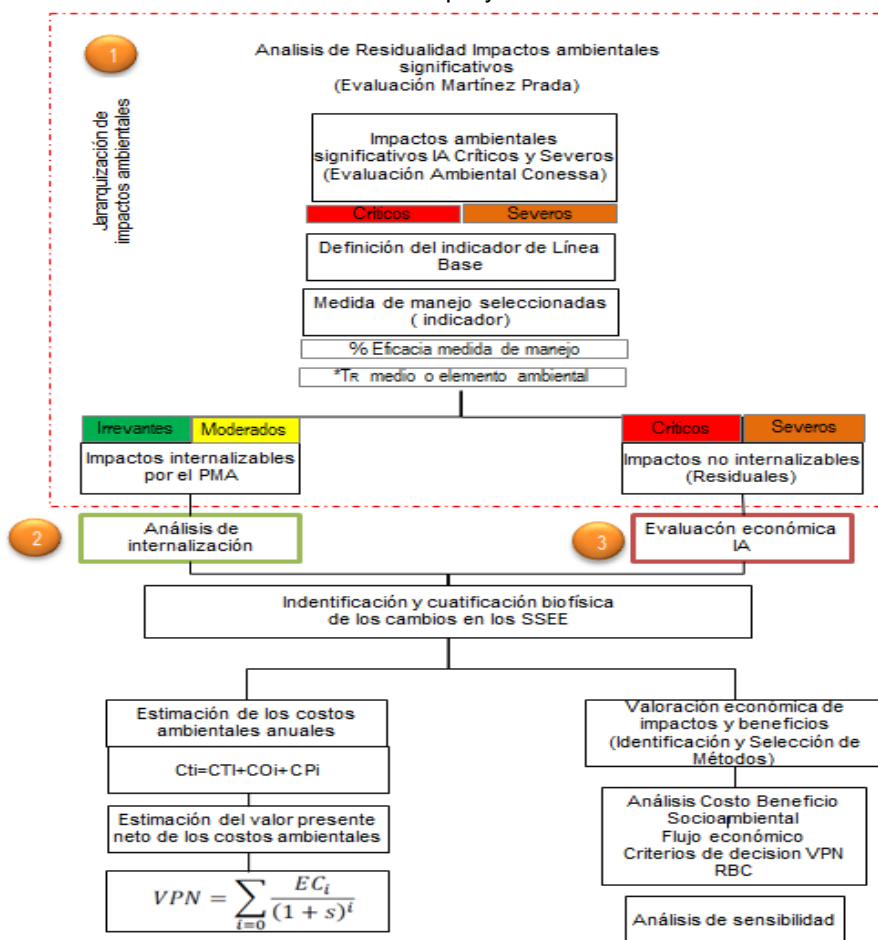 1
Analisis de Residualidad Impactos ambientales
significativos
(Evaluación Martínez Prada)
Jararquización de
impactos ambientales
Impactos ambientales
significativos IA Críticos y Severos
(Evaluación Ambiental Conessa)
Críticos Severos
Definición del indicador de Línea
Base
Medida de manejo seleccionadas
( indicador)
% Eficacia medida de manejo
*TR medio o elemento ambiental
Irrevantes Moderados
Impactos internalizables
por el PMA
Críticos Severos
Impactos no internalizables
(Residuales)
2
Análisis de
internalización
3
Evaluacón económica
IA
Indentificación y cuatificación biofísica
de los cambios en los SSEE
Estimación de los costos
ambientales anuales
Cti=CTI+COi+CPi
Estimación del valor presente
neto de los costos ambientales
VPN = ∑ i=0 EC_i / (1 + s)^i
Valoración económica de
impactos y beneficios
(Identificación y Selección de
Métodos)
Análisis Costo Beneficio
Socioambiental
Flujo económico
Criterios de decision VPN
RBC
Análisis de sensibilidad